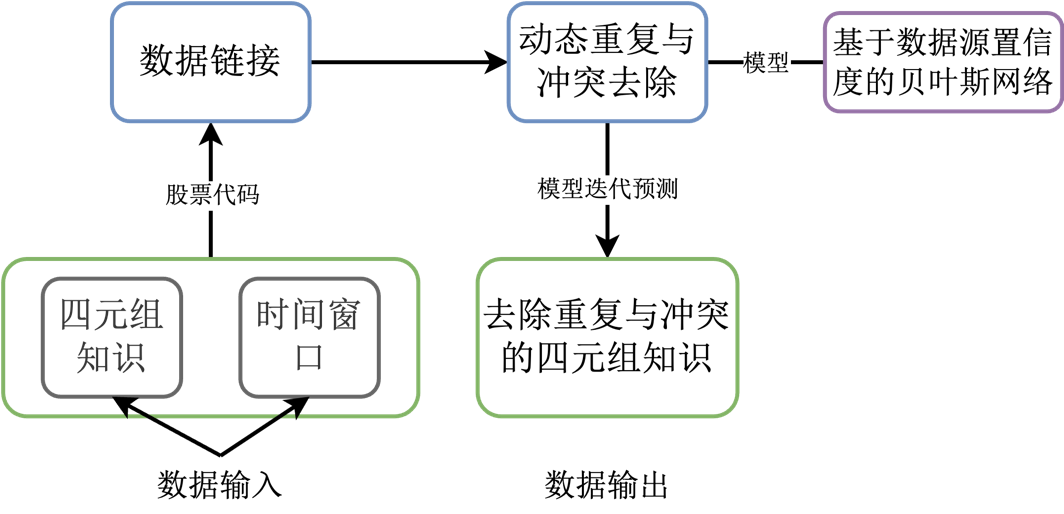 数据链接
动态重复与
冲突去除
模型
基于数据源置信
度的贝叶斯网络
股票代码
模型迭代预测
四元组
知识
时间窗
口
去除重复与冲突
的四元组知识
数据输入
数据输出